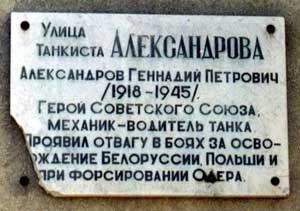 Улица
Танкиста АЛЕКСАНДРОВА
Александров Геннадий Петрович
/1918-1945/.
Герой Советского Союза,
механик-водитель танка.
Проявил отвагу в боях за осво-
ождение Белоруссии, Польши и
при форсировании Одера.